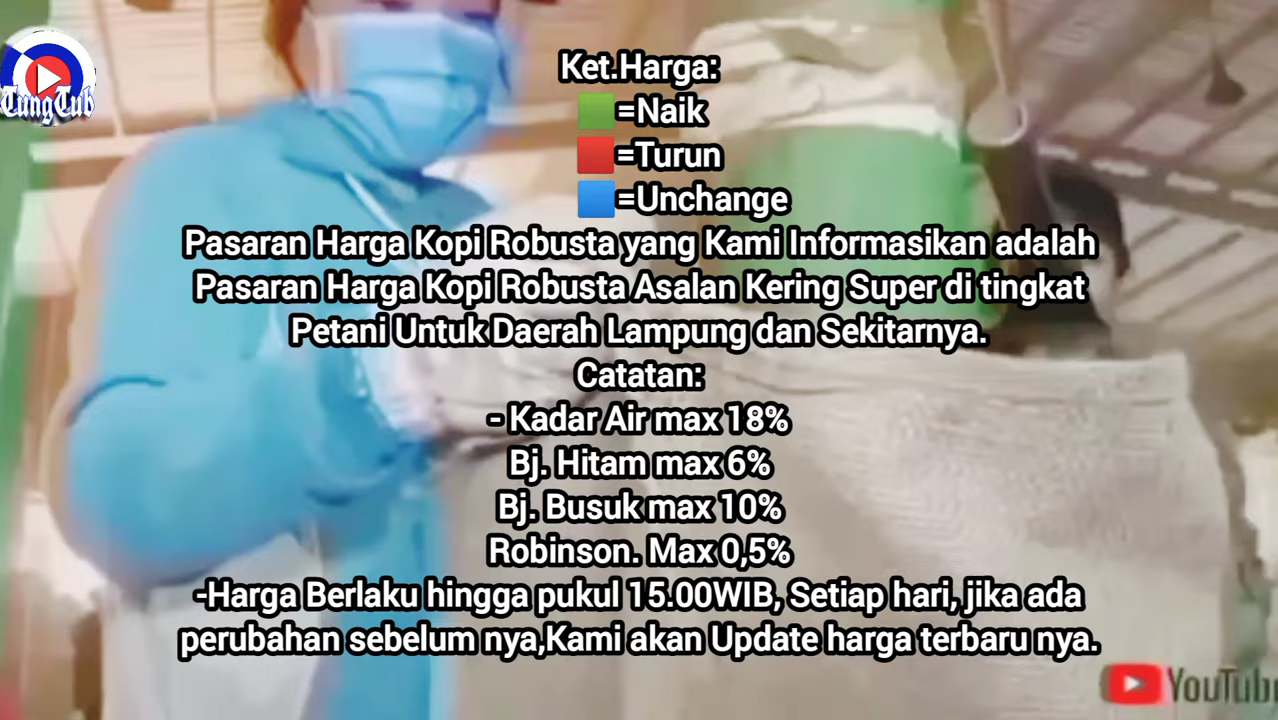 TungTub
Ket.Harga:
=Naik
=Turun
=Unchange
Pasaran Harga Kopi Robusta yang Kami Informasikan adalah
Pasaran Harga Kopi Robusta Asalan Kering Super di tingkat
Petani Untuk Daerah Lampung dan Sekitarnya.
Catatan:
- Kadar Air max 18%
Bj. Hitam max 6%
Bj. Busuk max 10%
Robinson. Max 0,5%
-Harga Berlaku hingga pukul 15.00WIB, Setiap hari, jika ada
perubahan sebelum nya,Kami akan Update harga terbaru nya.
YouTube